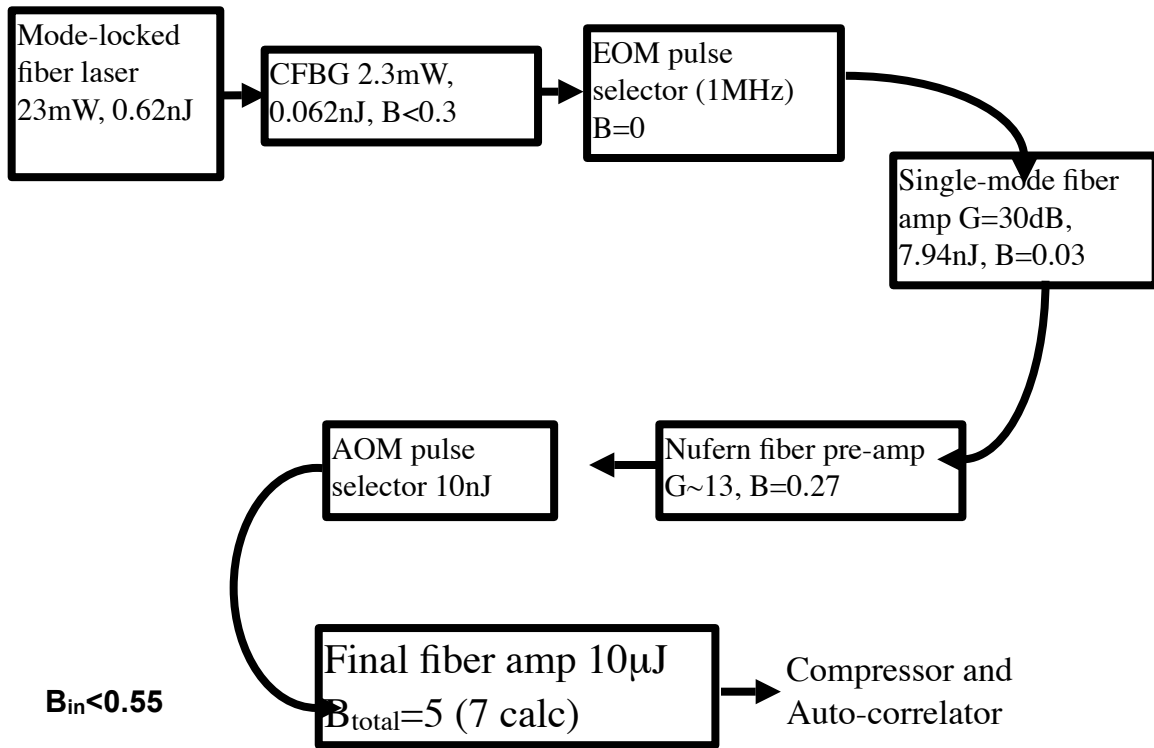 Mode-locked
fiber laser
23mW, 0.62nJ
CFBG 2.3mW,
0.062nJ, B<0.3
EOM pulse
selector (1MHz)
B=0
Single-mode fiber
amp G=30dB,
7.94nJ, B=0.03
Nufern fiber pre-amp
G~13, B=0.27
AOM pulse
selector 10nJ
Final fiber amp 10μJ
Btotal=5 (7 calc)
Compressor and
Auto-correlator
Bin<0.55